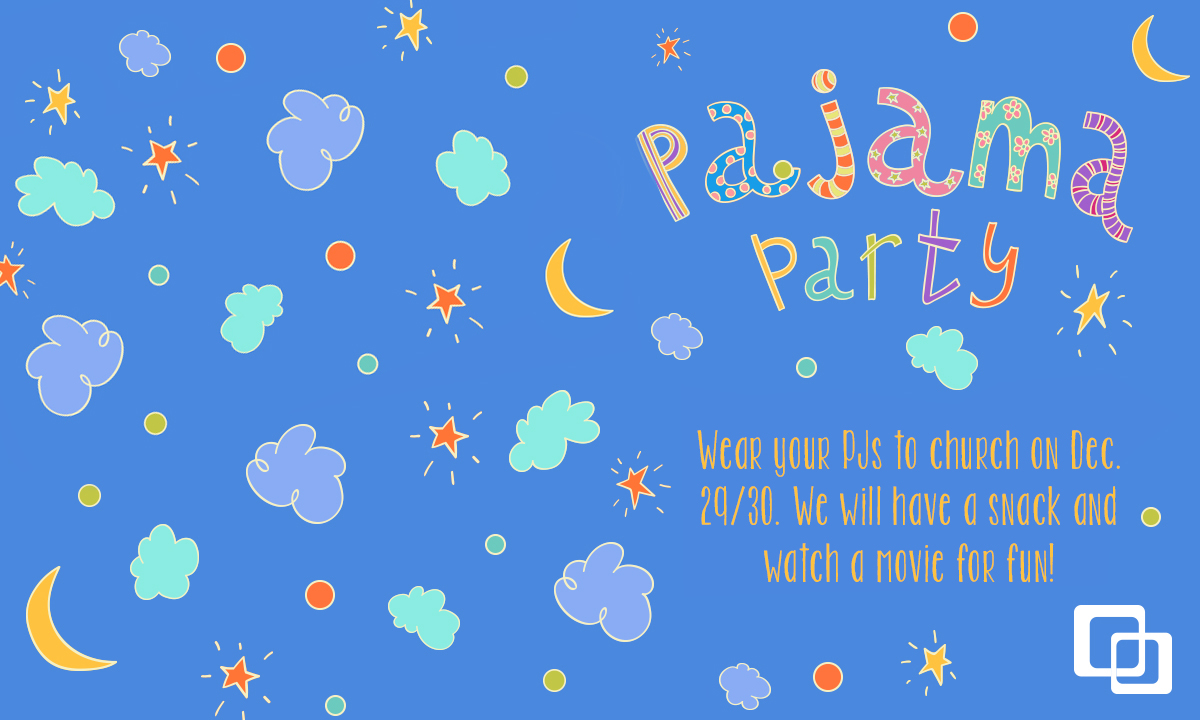 pajama
party
Wear your PJs to church on Dec.
29/30. We will have a snack and
watch a movie for fun!